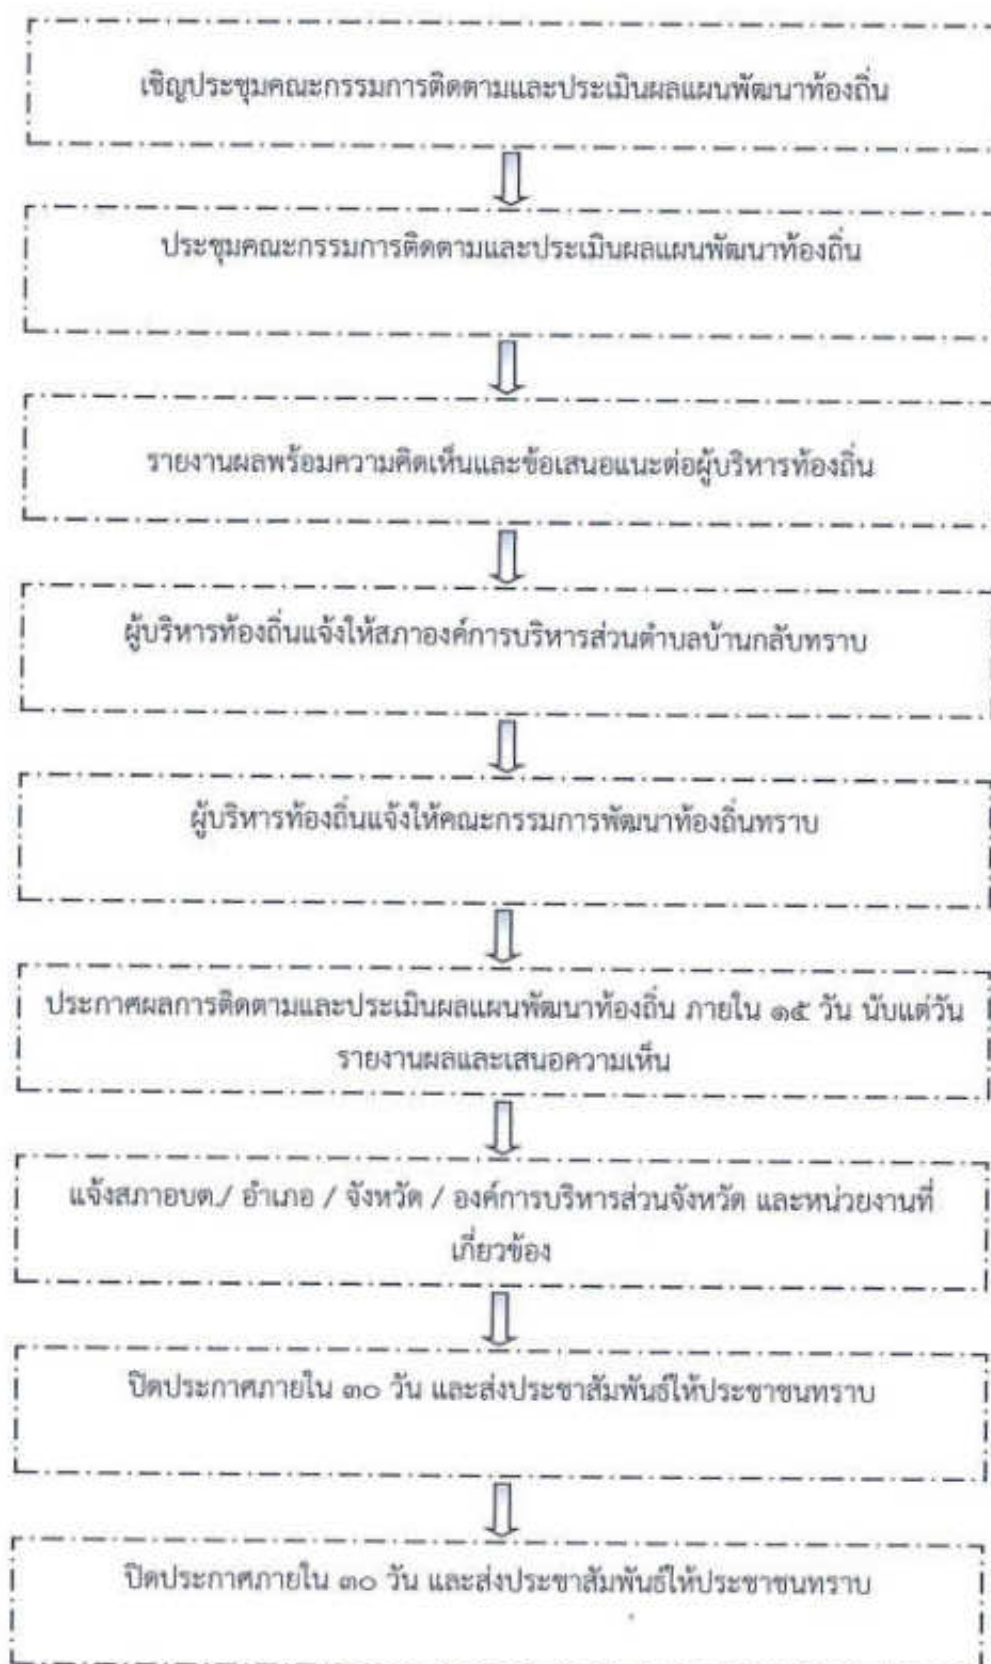 เชิญประชุมคณะกรรมการติดตามและประเมินผลแผนพัฒนาท้องถิ่น
ประชุมคณะกรรมการติดตามและประเมินผลแผนพัฒนาท้องถิ่น
รายงานผลพร้อมความคิดเห็นและข้อเสนอแนะต่อผู้บริหารท้องถิ่น
ผู้บริหารท้องถิ่นแจ้งให้สภาองค์การบริหารส่วนตำบลบ้านกลับทราบ
ผู้บริหารท้องถิ่นแจ้งให้คณะกรรมการพัฒนาท้องถิ่นทราบ
ประกาศผลการติดตามและประเมินผลแผนพัฒนาท้องถิ่น ภายใน ๑๕ วัน นับแต่วัน
รายงานผลและเสนอความเห็น
แจ้งสภาอบต./ อำเภอ / จังหวัด / องค์การบริหารส่วนจังหวัด และหน่วยงานที่
เกี่ยวข้อง
ปิดประกาศภายใน ๓๐ วัน และส่งประชาสัมพันธ์ให้ประชาชนทราบ
ปิดประกาศภายใน ๓๐ วัน และส่งประชาสัมพันธ์ให้ประชาชนทราบ